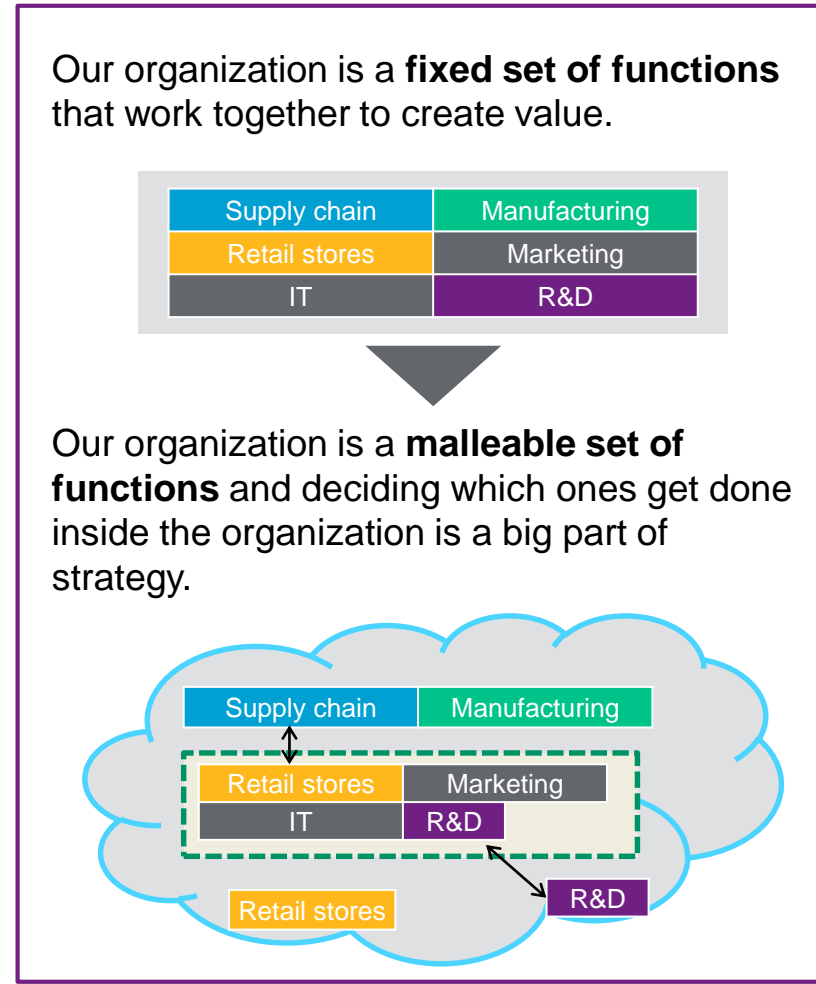 Our organization is a fixed set of functions
that work together to create value.
Supply chain
Manufacturing
Retail stores
Marketing
IT
R&D
Our organization is a malleable set of
functions and deciding which ones get done
inside the organization is a big part of
strategy.
Supply chain
Manufacturing
Retail stores
Marketing
IT
R&D
R&D
Retail stores